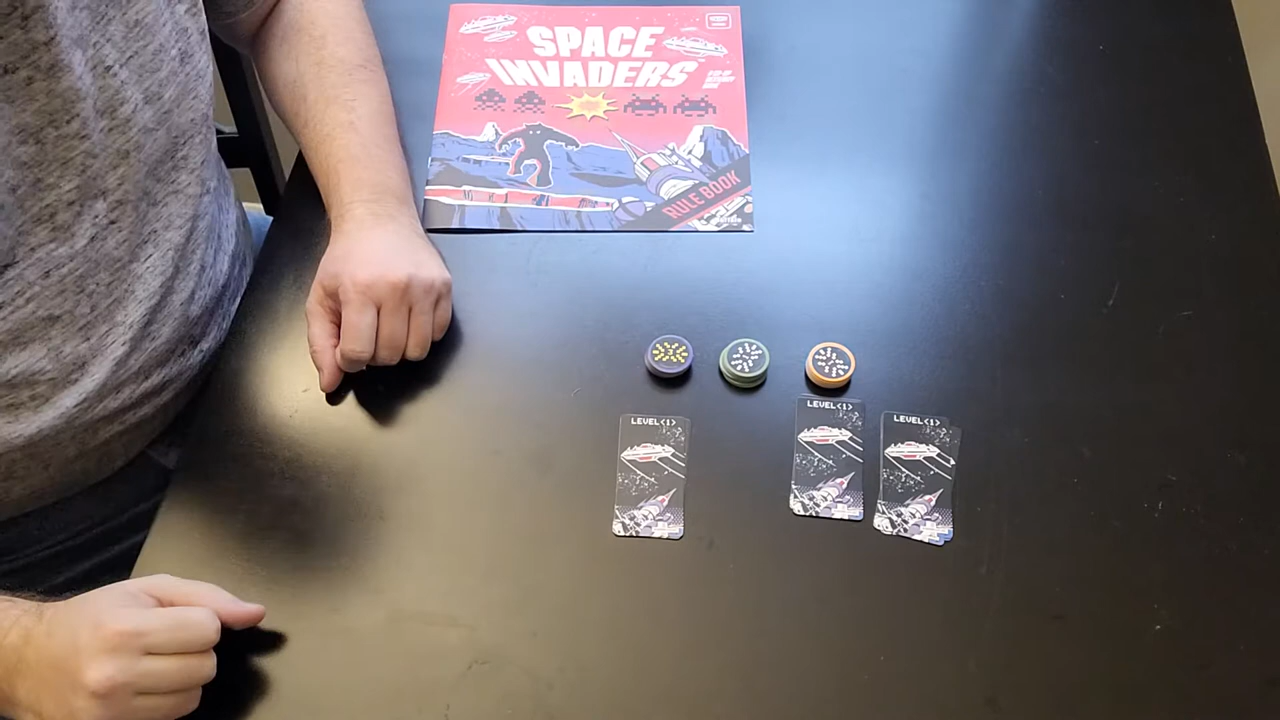 SPACE
INVADERS
RULE BOOK
LEVEL<1>
LEVEL<1>
LEVEL<1>